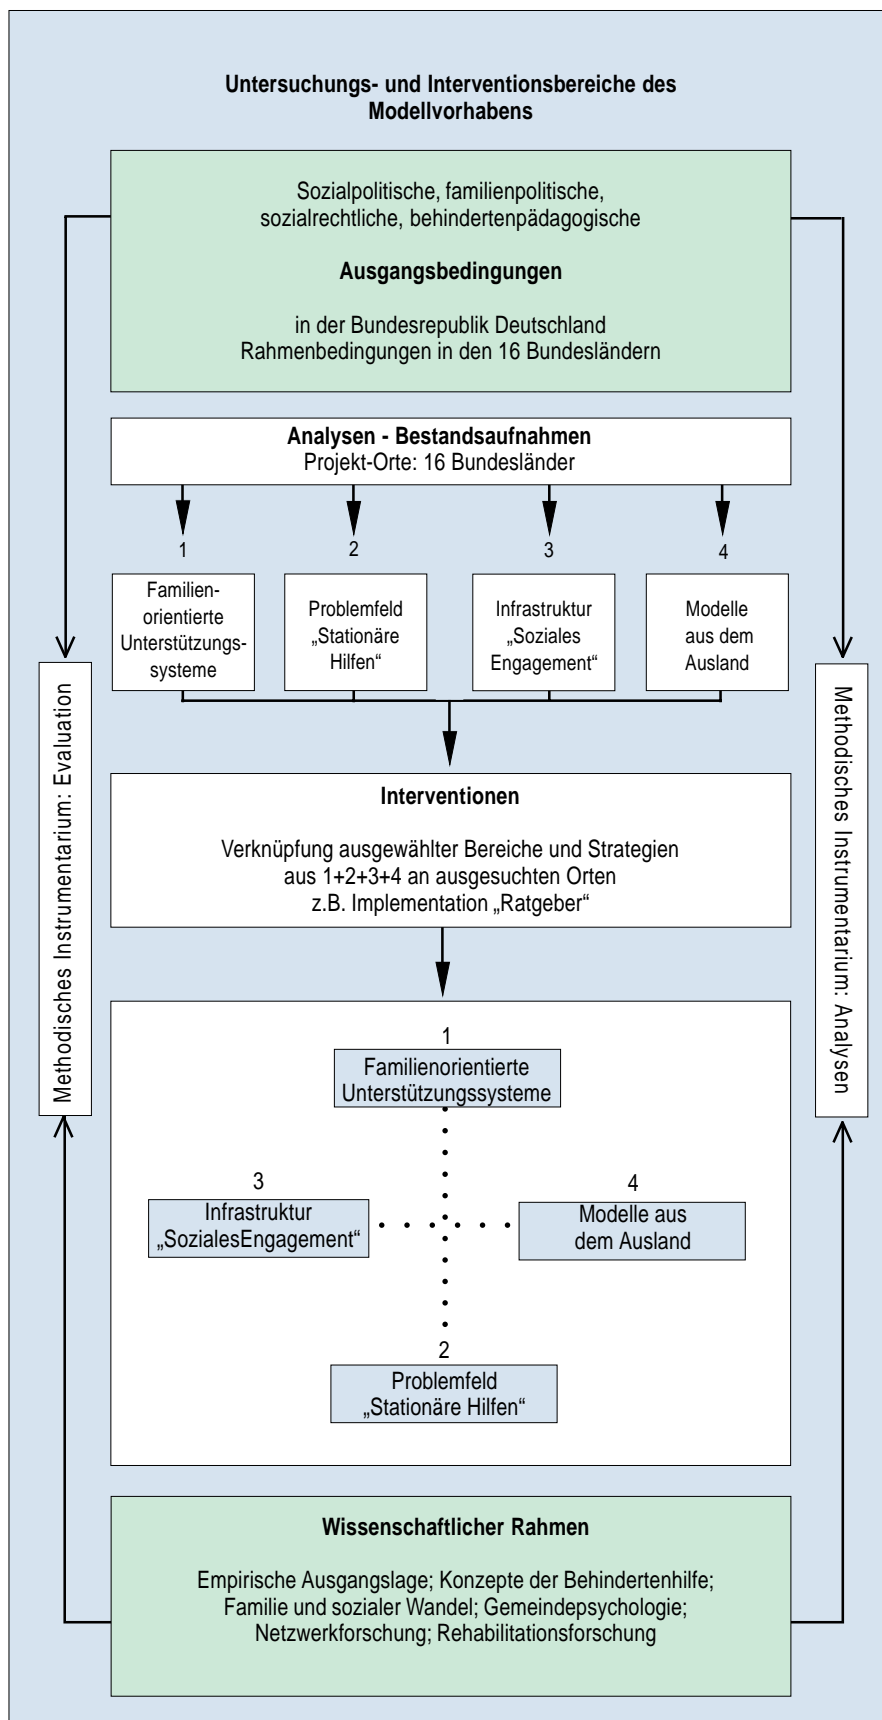 Untersuchungs- und Interventionsbereiche des
Modellvorhabens
Sozialpolitische, familienpolitische,
sozialrechtliche, behindertenpädagogische
Ausgangsbedingungen
in der Bundesrepublik Deutschland
Rahmenbedingungen in den 16 Bundesländern
Analysen - Bestandsaufnahmen
Projekt-Orte: 16 Bundesländer
1
2
3
4
Familien-
orientierte
Unterstützungs-
systeme
Problemfeld
„Stationäre
Hilfen“
Infrastruktur
„Soziales
Engagement“
Modelle
aus dem
Ausland
Methodisches Instrumentarium: Evaluation
Methodisches Instrumentarium: Analysen
Interventionen
Verknüpfung ausgewählter Bereiche und Strategien
aus 1+2+3+4 an ausgesuchten Orten
z.B. Implementation „Ratgeber“
1
Familienorientierte
Unterstützungssysteme
3
Infrastruktur
„SozialesEngagement“
4
Modelle aus
dem Ausland
2
Problemfeld
„Stationäre Hilfen“
Wissenschaftlicher Rahmen
Empirische Ausgangslage; Konzepte der Behindertenhilfe;
Familie und sozialer Wandel; Gemeindepsychologie;
Netzwerkforschung; Rehabilitationsforschung